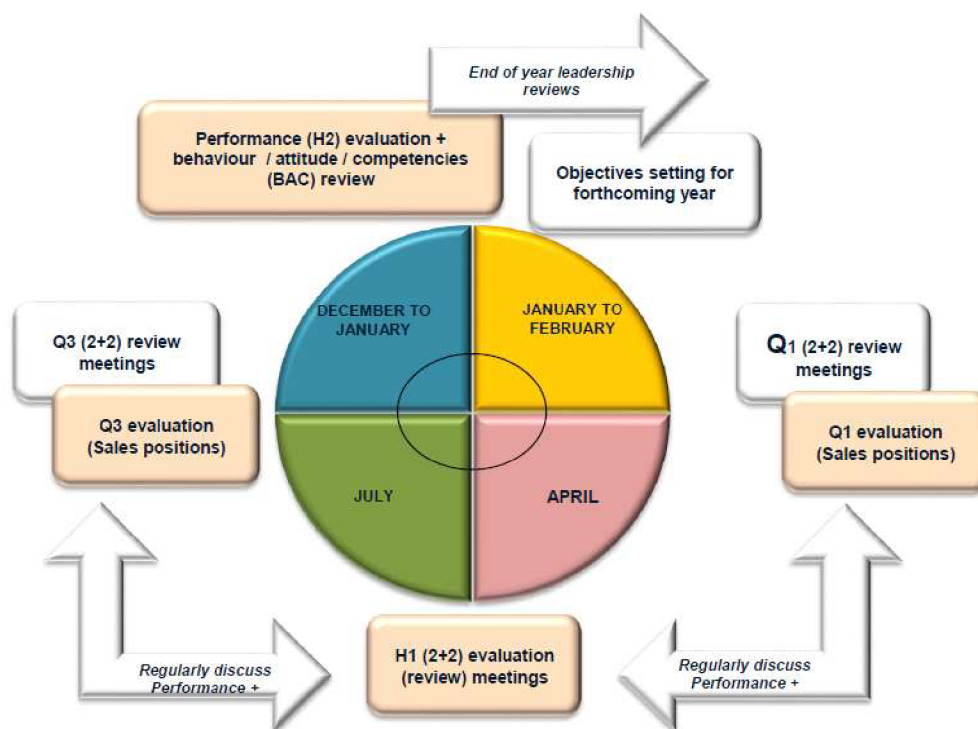 End of year leadership
reviews
Performance (H2) evaluation +
behaviour / attitude / competencies
(BAC) review
Objectives setting for
forthcoming year
DECEMBER TO
JANUARY
JANUARY TO
FEBRUARY
Q3 (2+2) review
meetings
Q3 evaluation
(Sales positions)
Q1 (2+2) review
meetings
Q1 evaluation
(Sales positions)
JULY
APRIL
Regularly discuss
Performance +
H1 (2+2) evaluation
(review) meetings
Regularly discuss
Performance +